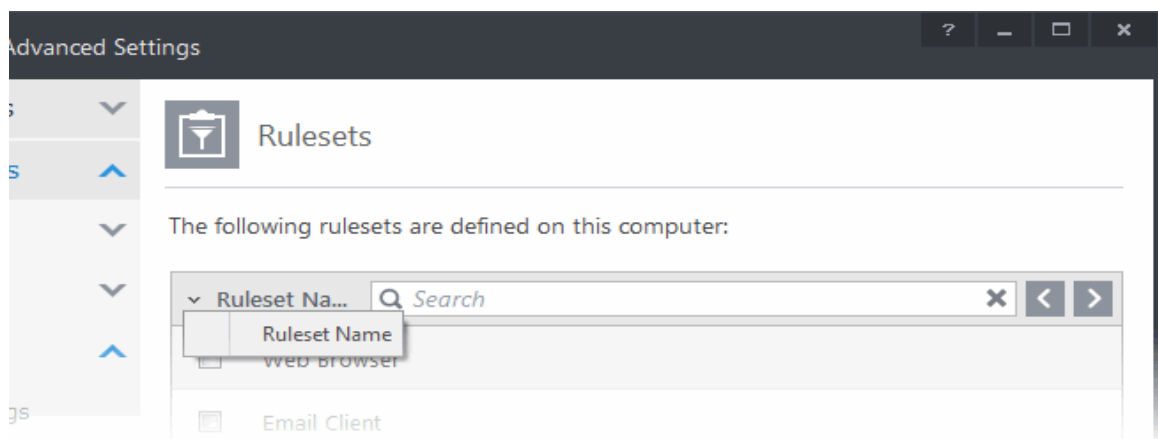 Advanced Settings
?
s
Rulesets
s
The following rulesets are defined on this computer:
Ruleset Na... Search
Ruleset Name
Web Browser
Email Client
gs